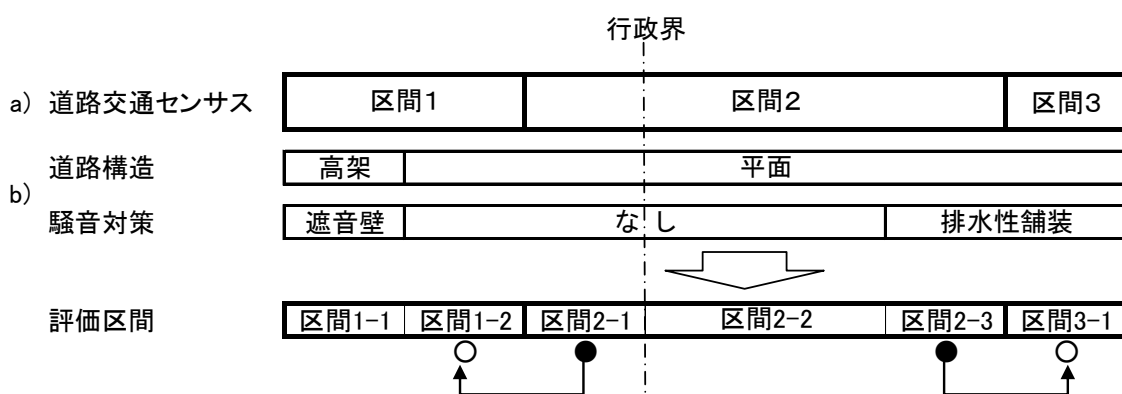 行政界
a) 道路交通センサス 区間1 区間2 区間3
道路構造 高架 平面
b)
騒音対策 遮音壁 なし 排水性舗装
評価区間 区間1-1 区間1-2 区間2-1 区間2-2 区間2-3 区間3-1